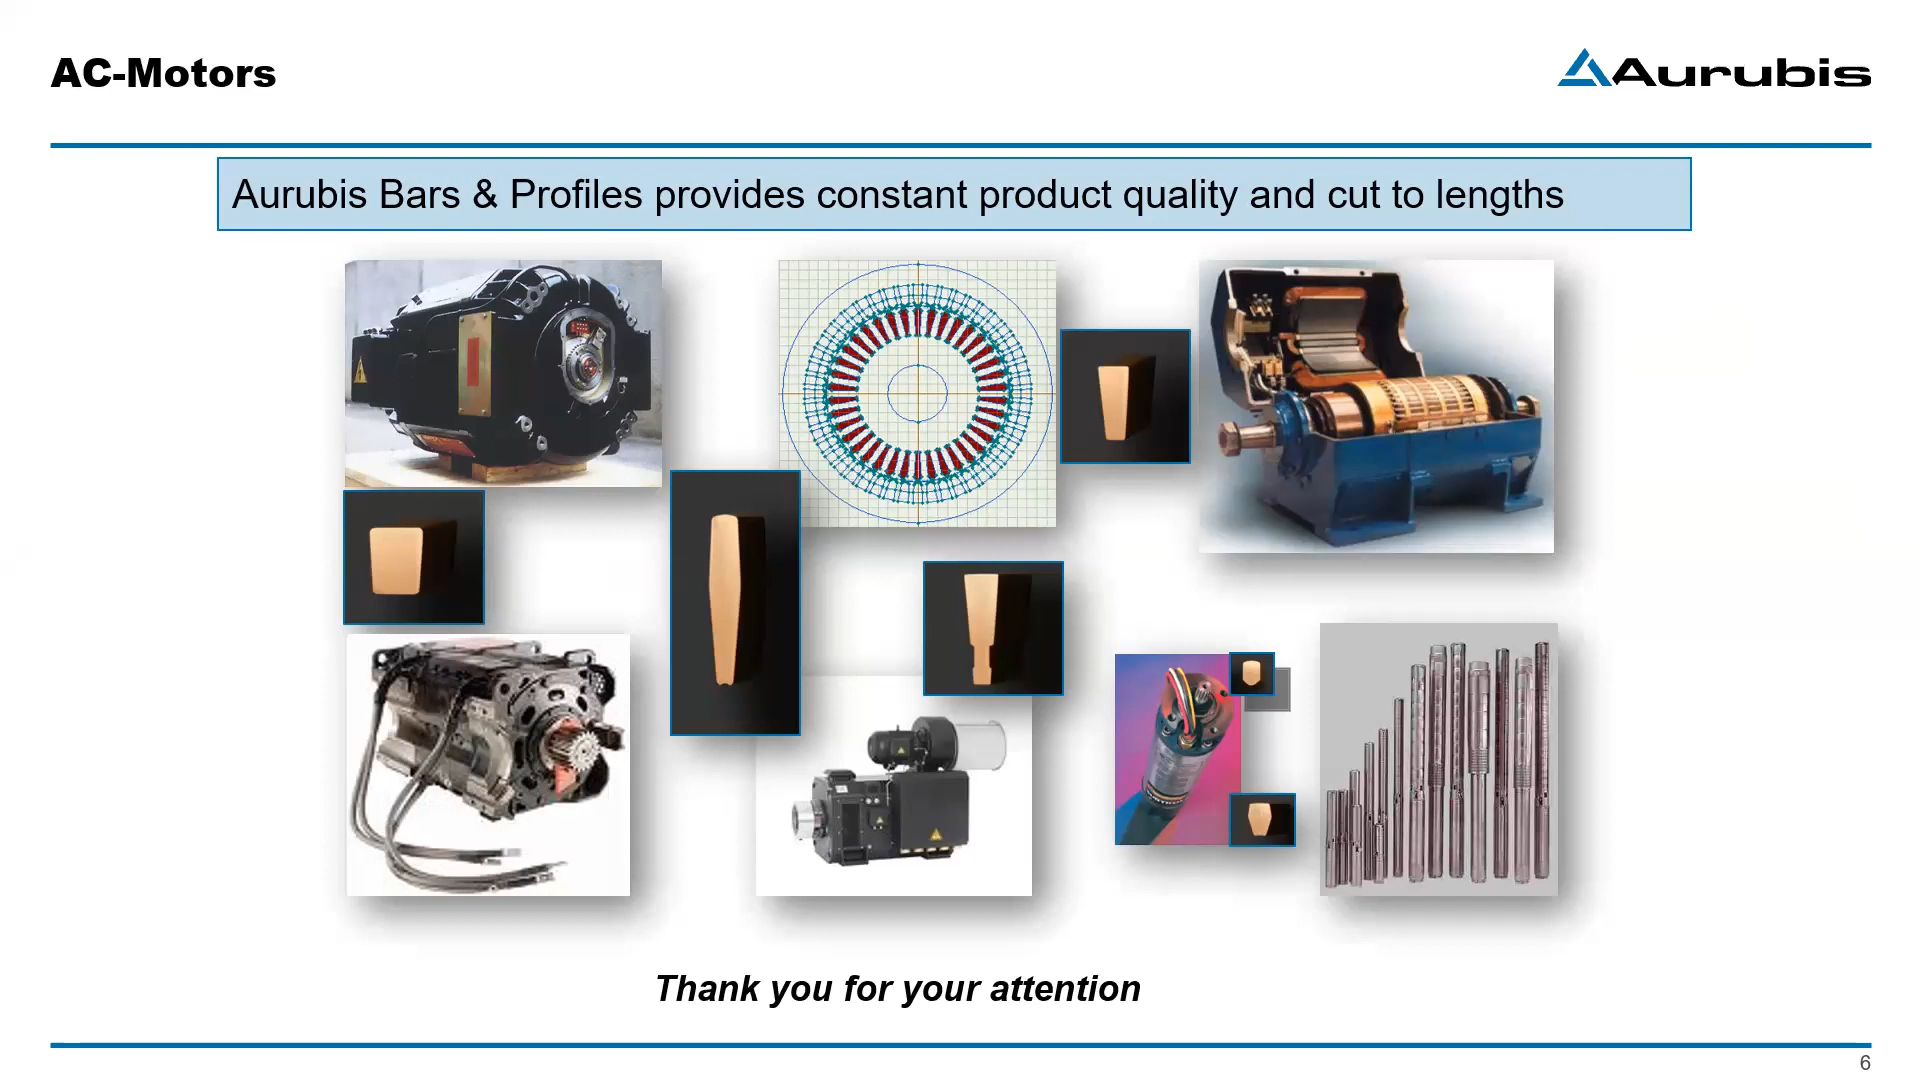 AC-Motors
Aurubis
Aurubis Bars & Profiles provides constant product quality and cut to lengths
Thank you for your attention
6